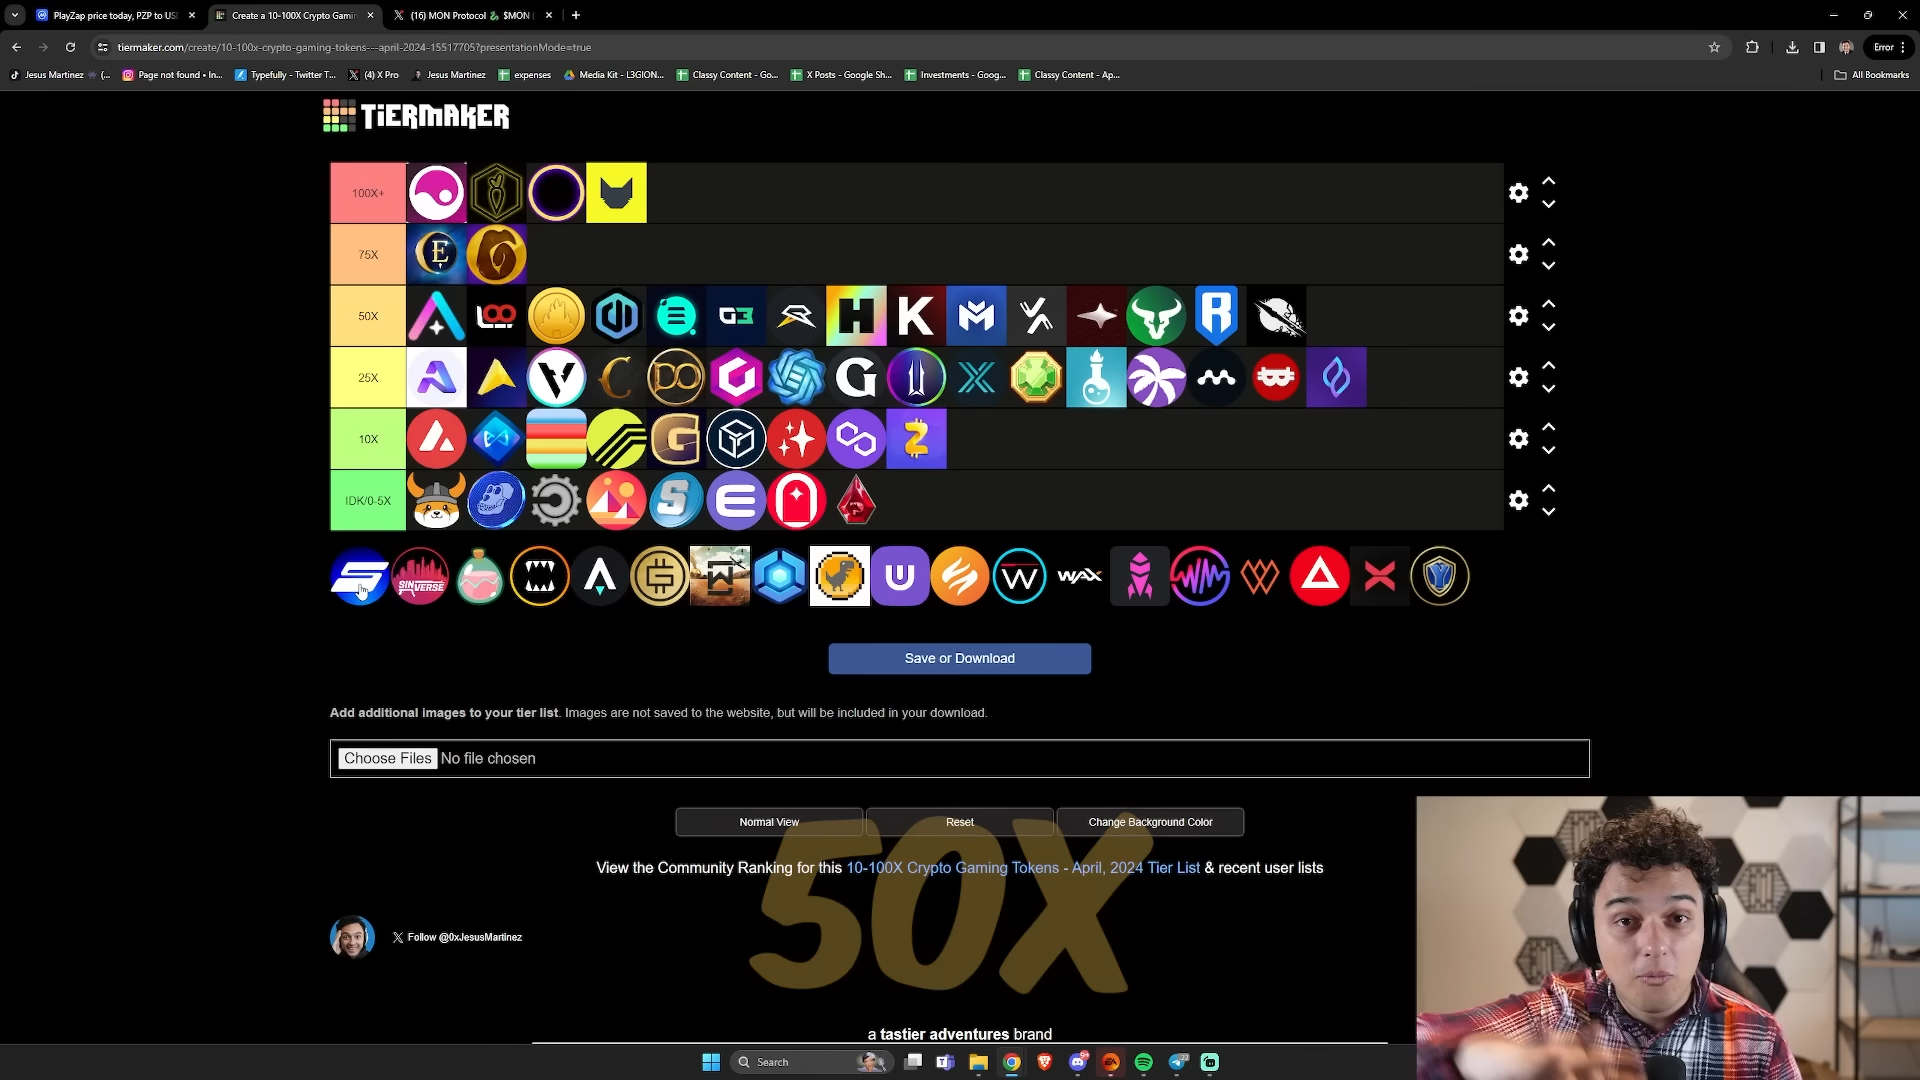 PlayZap price today, PZP to US
Create a 10-100X Crypto Gamin
(16) MON Protocol $MON (
tiermaker.com/create/10-100x-crypto-gaming-tokens---april-2024-15517705?presentationMode=true
Error
Jesus Martinez (...
Page not found • In...
Typefully - Twitter T...
(4) X Pro
Jesus Martinez
expenses
Media Kit - L3GION...
Classy Content - Go...
X Posts - Google Sh...
Investments - Goog...
Classy Content - Ap...
All Bookmarks
TiERMAKER
100X+
75X
E
50X
G3
H
K
R
25X
G
10X
G
IDK/0-5X
S
SINVERSE
U
W
WAX
Save or Download
Add additional images to your tier list. Images are not saved to the website, but will be included in your download.
Choose Files No file chosen
Normal View
Reset
Change Background Color
50X
View the Community Ranking for this 10-100X Crypto Gaming Tokens - April, 2024 Tier List & recent user lists
Follow @0xJesusMartinez
a tastier adventures brand
Search